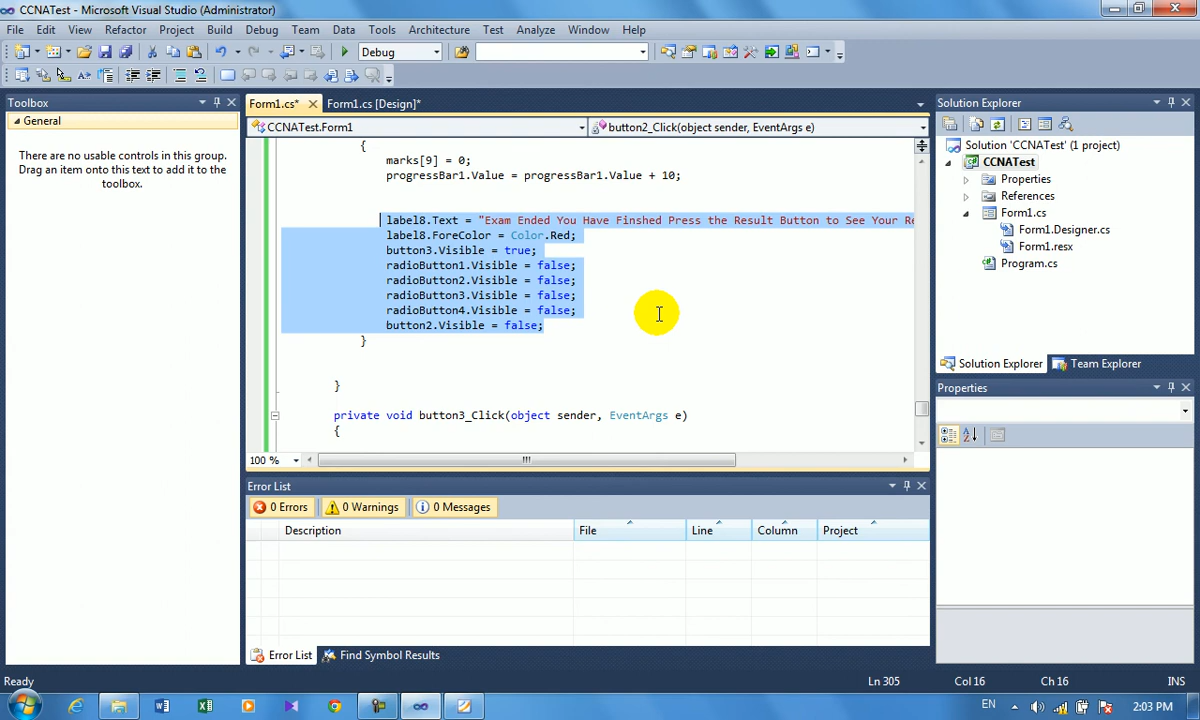 CCNATest - Microsoft Visual Studio (Administrator)
File Edit View Refactor Project Build Debug Team Data Tools Architecture Test Analyze Window Help
Debug
Toolbox
General
There are no usable controls in this group.
Drag an item onto this text to add it to the
toolbox.
Form1.cs* Form1.cs [Design]*
CCNATest.Form1 button2_Click(object sender, EventArgs e)
{
marks[9] = 0;
progressBar1.Value = progressBar1.Value + 10;
label8.Text = "Exam Ended You Have Finshed Press the Result Button to See Your Re
label8.ForeColor = Color.Red;
button3.Visible = true;
radioButton1.Visible = false;
radioButton2.Visible = false;
radioButton3.Visible = false;
radioButton4.Visible = false;
button2.Visible = false;
}
}
private void button3_Click(object sender, EventArgs e)
{
100 %
Error List
0 Errors 0 Warnings 0 Messages
Description File Line Column Project
Error List Find Symbol Results
Solution Explorer
Solution 'CCNATest' (1 project)
CCNATest
Properties
References
Form1.cs
Form1.Designer.cs
Form1.resx
Program.cs
Solution Explorer Team Explorer
Properties
Ready Ln 305 Col 16 Ch 16 INS
EN 2:03 PM